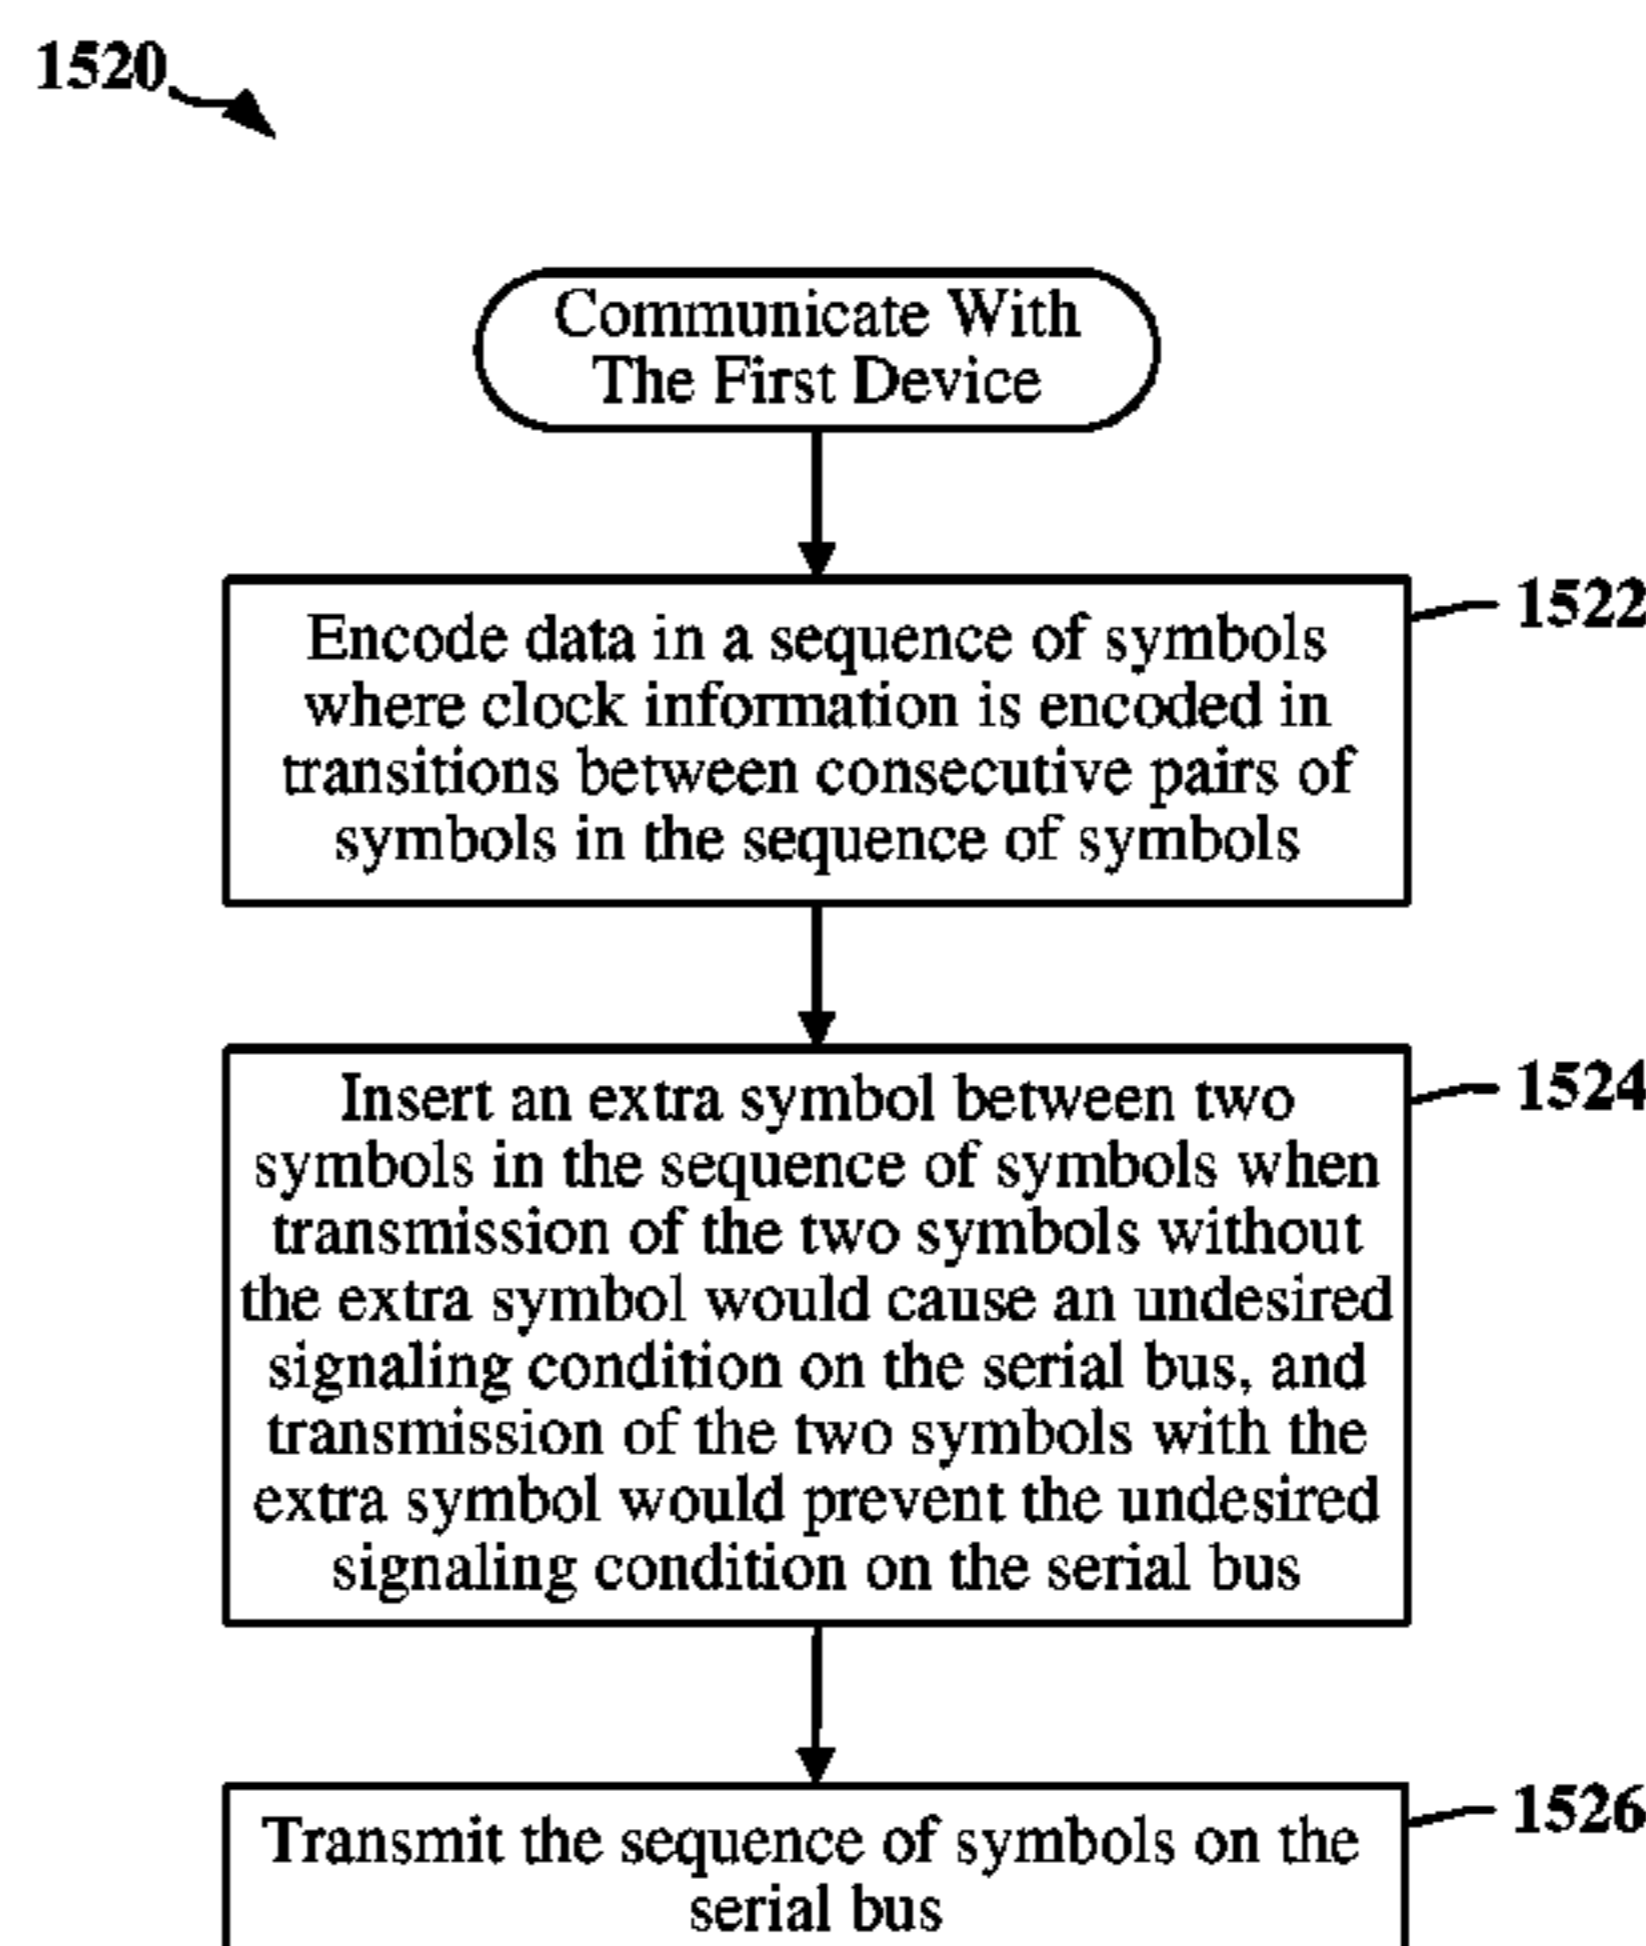 1520
Communicate With
The First Device
1522
Encode data in a sequence of symbols
where clock information is encoded in
transitions between consecutive pairs of
symbols in the sequence of symbols
1524
Insert an extra symbol between two
symbols in the sequence of symbols when
transmission of the two symbols without
the extra symbol would cause an undesired
signaling condition on the serial bus, and
transmission of the two symbols with the
extra symbol would prevent the undesired
signaling condition on the serial bus
1526
Transmit the sequence of symbols on the
serial bus